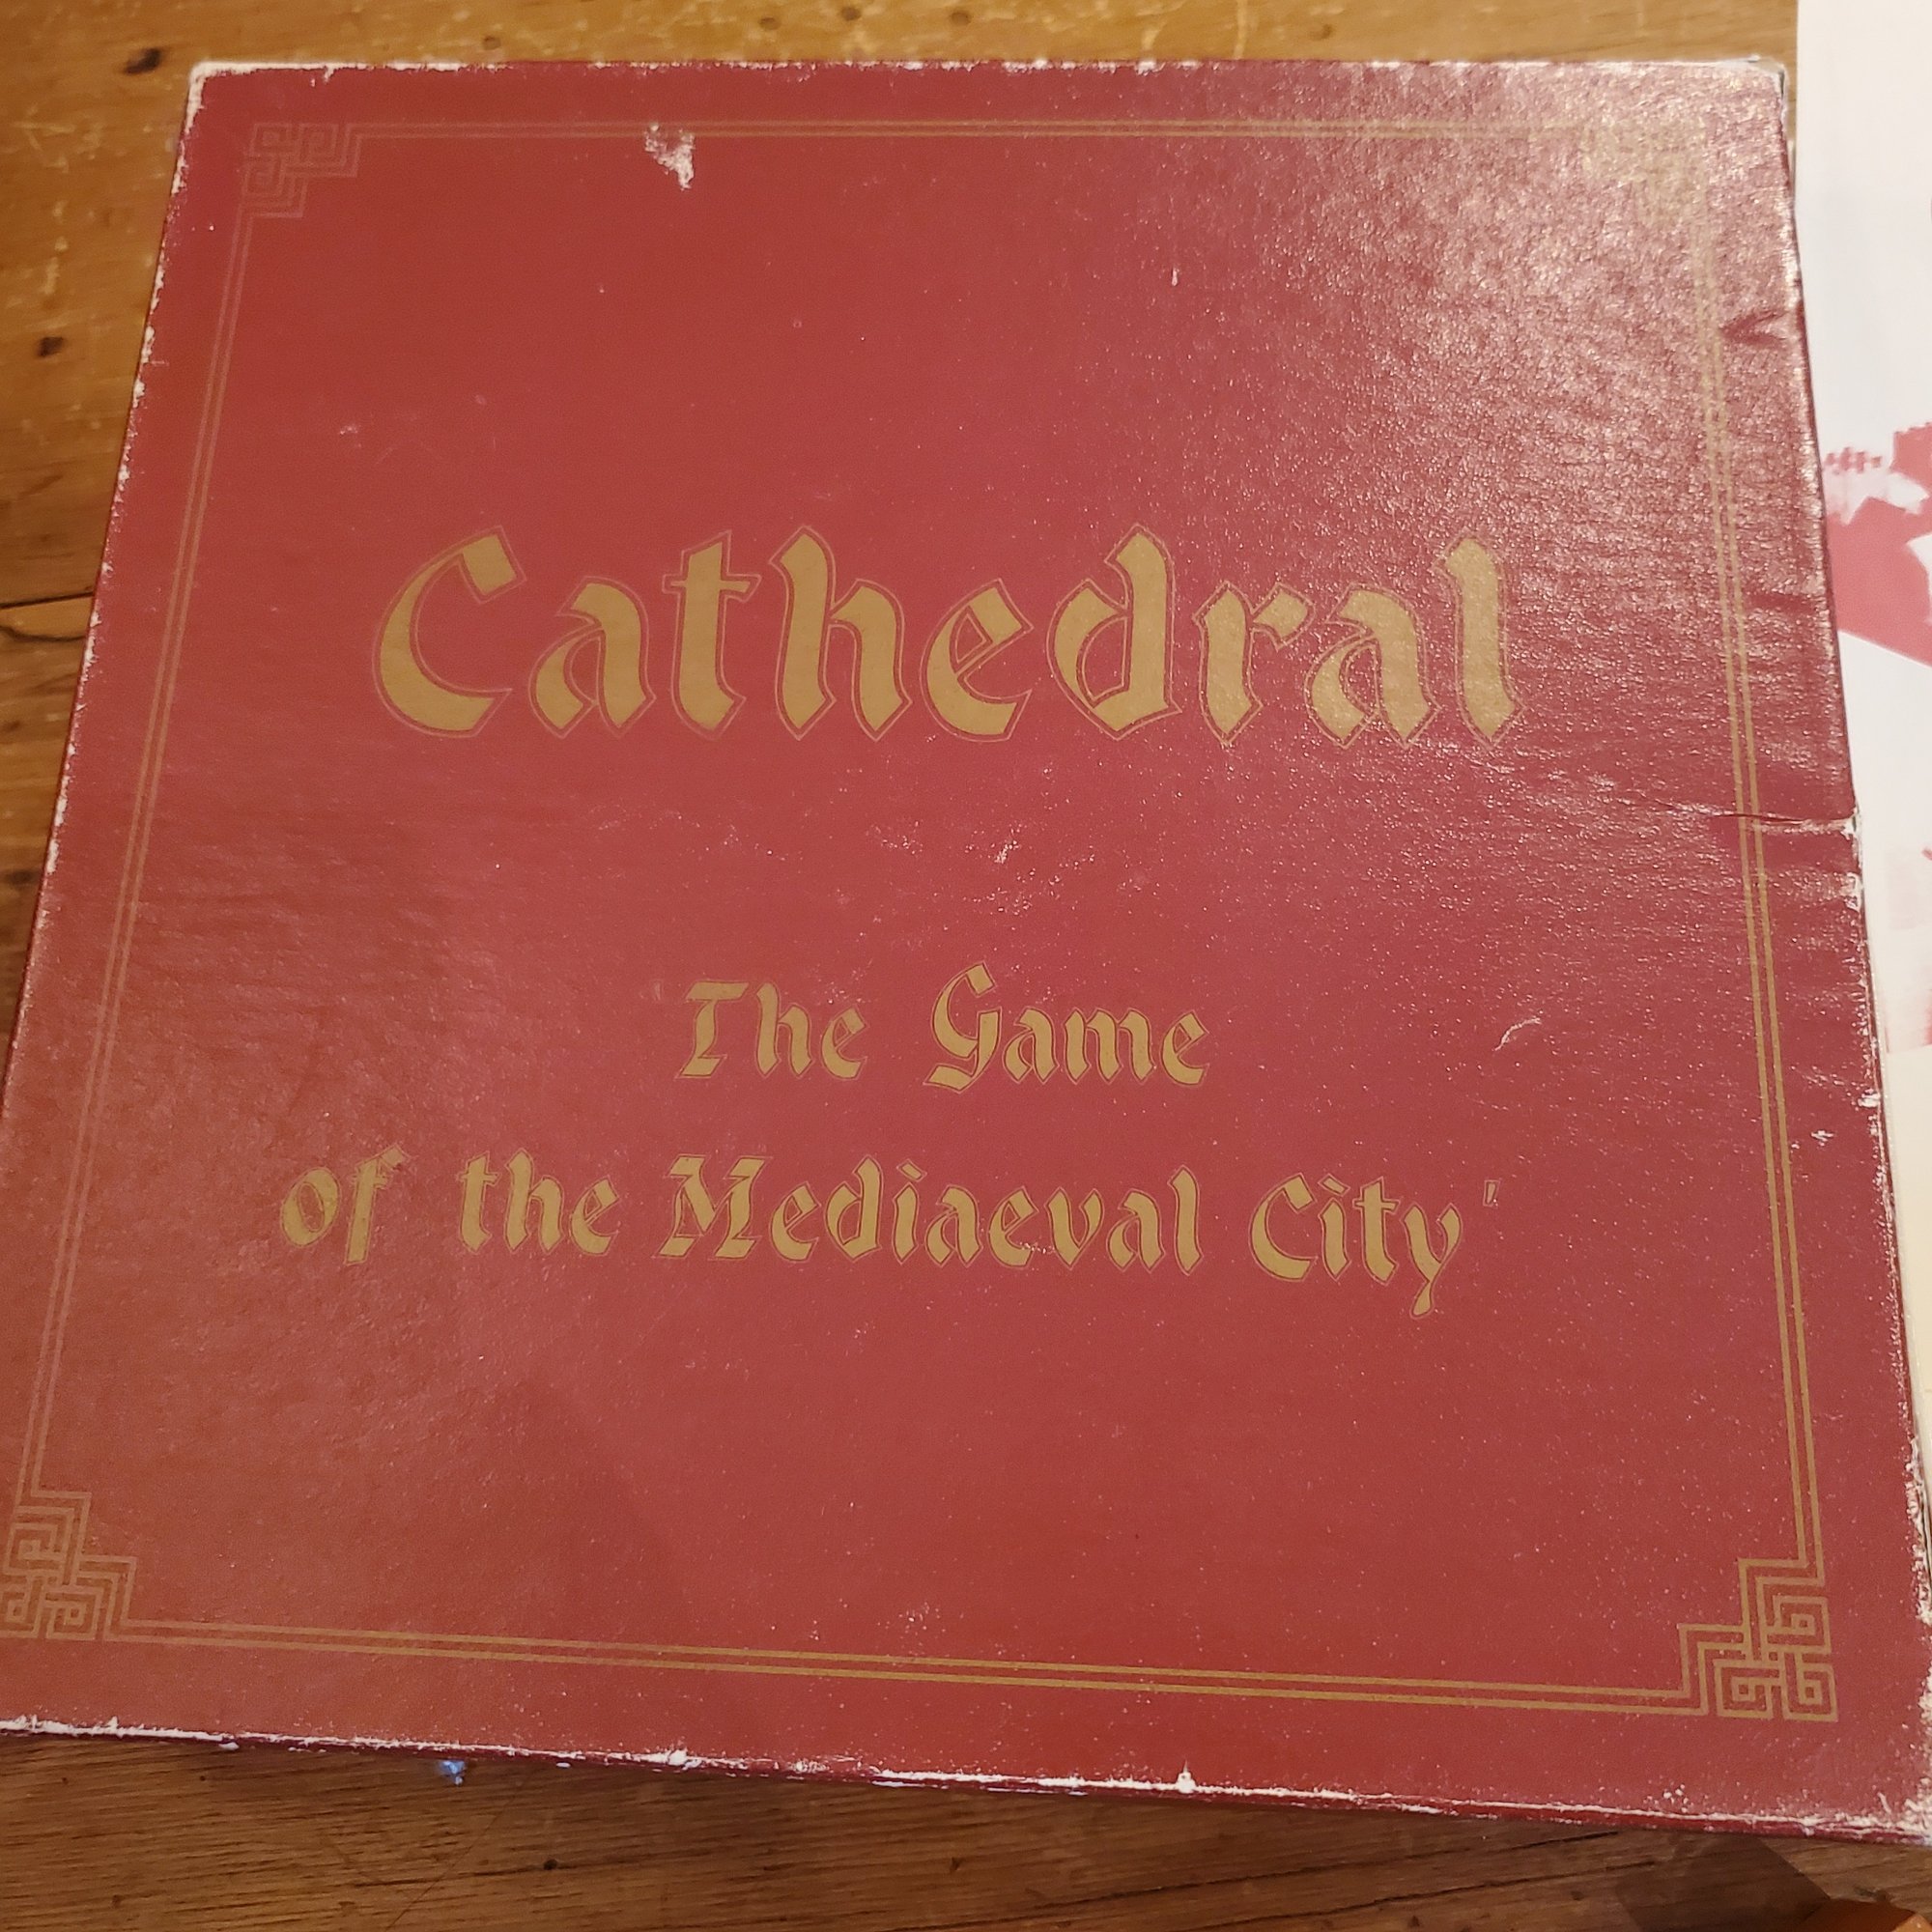 Cathedral
'The Game
of the Mediaeval City'